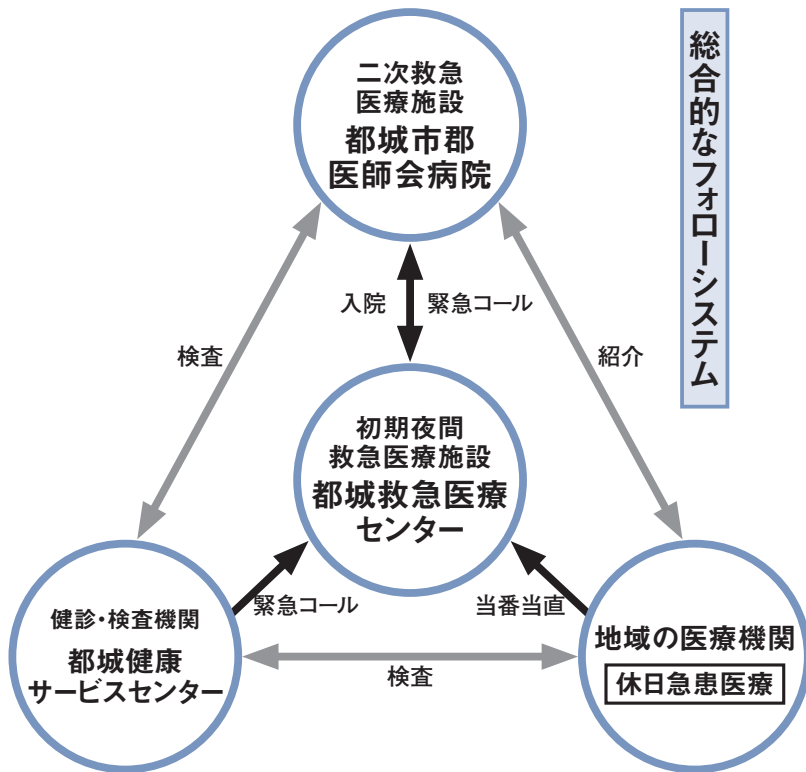 総合的なフォローシステム
二次救急
医療施設
都城市郡
医師会病院
入院
緊急コール
検査
紹介
初期夜間
救急医療施設
都城救急医療
センター
緊急コール
当番当直
健診・検査機関
都城健康
サービスセンター
検査
地域の医療機関
休日急患医療